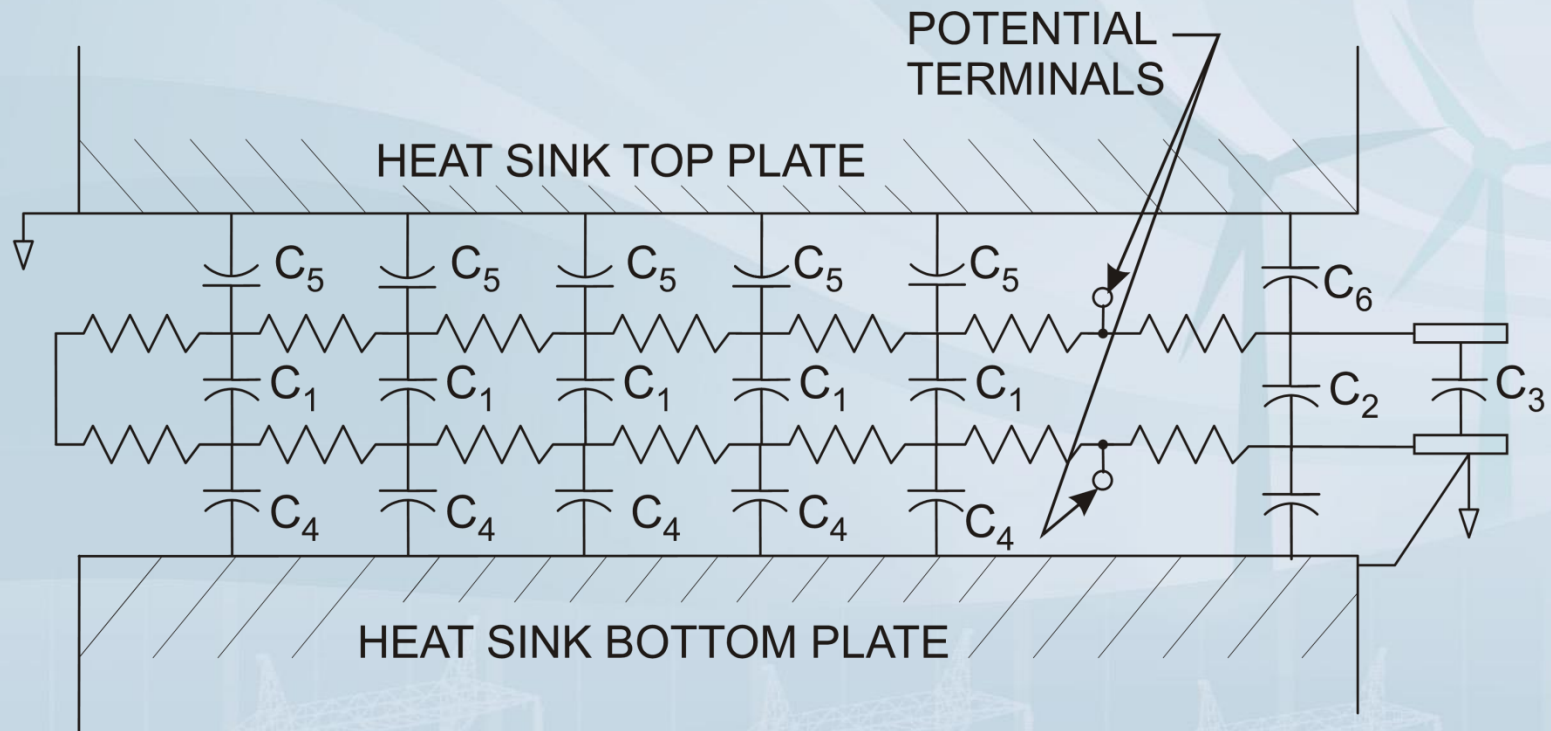 POTENTIAL
TERMINALS
HEAT SINK TOP PLATE
C₅ C₅ C₅ C₅ C₅ C₆
C₁ C₁ C₁ C₁ C₁ C₂ C₃
C₄ C₄ C₄ C₄ C₄
HEAT SINK BOTTOM PLATE